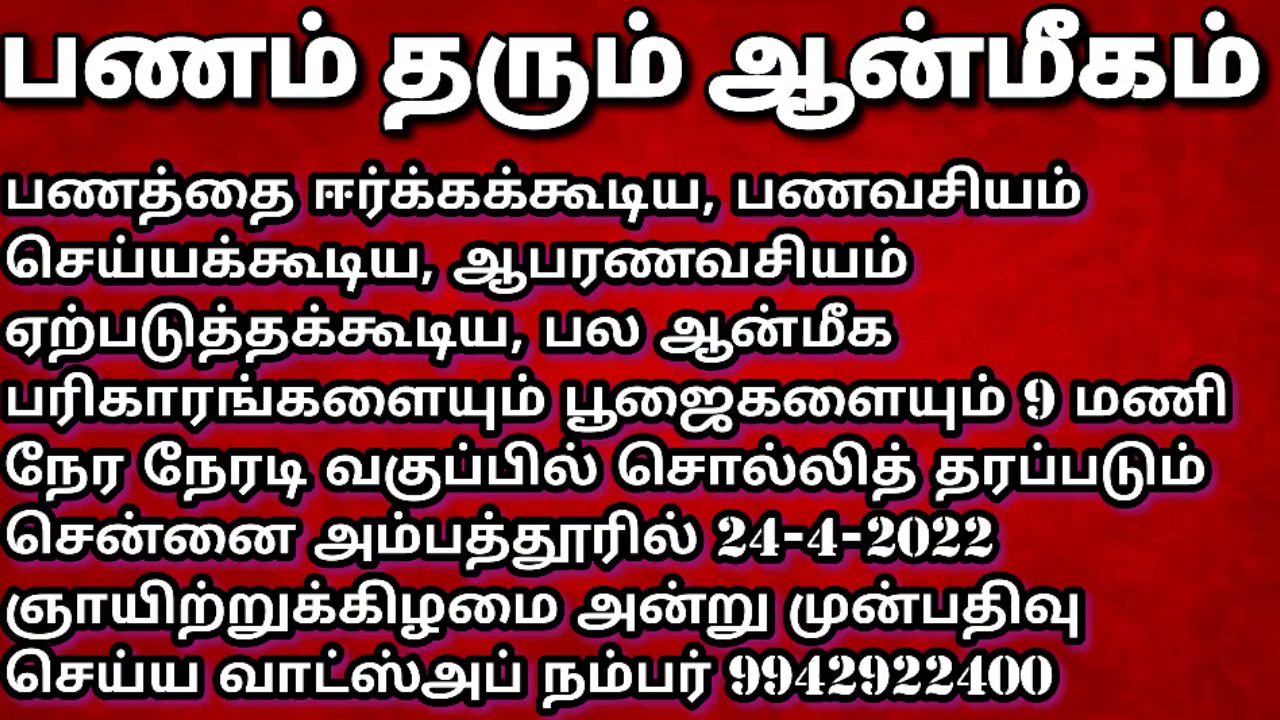 பணம் தரும் ஆன்மீகம்
பணத்தை ஈர்க்கக்கூடிய, பணவசியம்
செய்யக்கூடிய, ஆபரணவசியம்
ஏற்படுத்தக்கூடிய, பல ஆன்மீக
பரிகாரங்களையும் பூஜைகளையும் 9 மணி
நேர நேரடி வகுப்பில் சொல்லித் தரப்படும்
சென்னை அம்பத்தூரில் 24-4-2022
ஞாயிற்றுக்கிழமை அன்று முன்பதிவு
செய்ய வாட்ஸ்அப் நம்பர் 9942922400